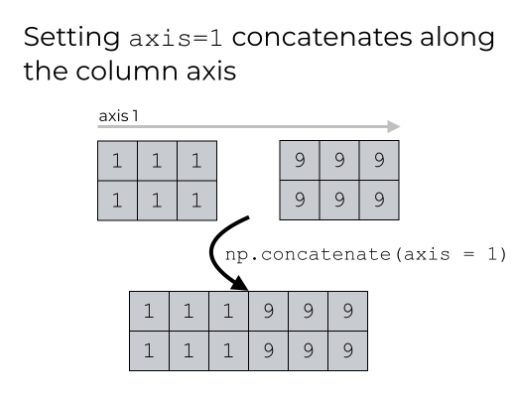 Setting axis=1 concatenates along
the column axis
axis 1
1 1 1 9 9 9
1 1 1 9 9 9
np.concatenate(axis = 1)
1 1 1 9 9 9
1 1 1 9 9 9